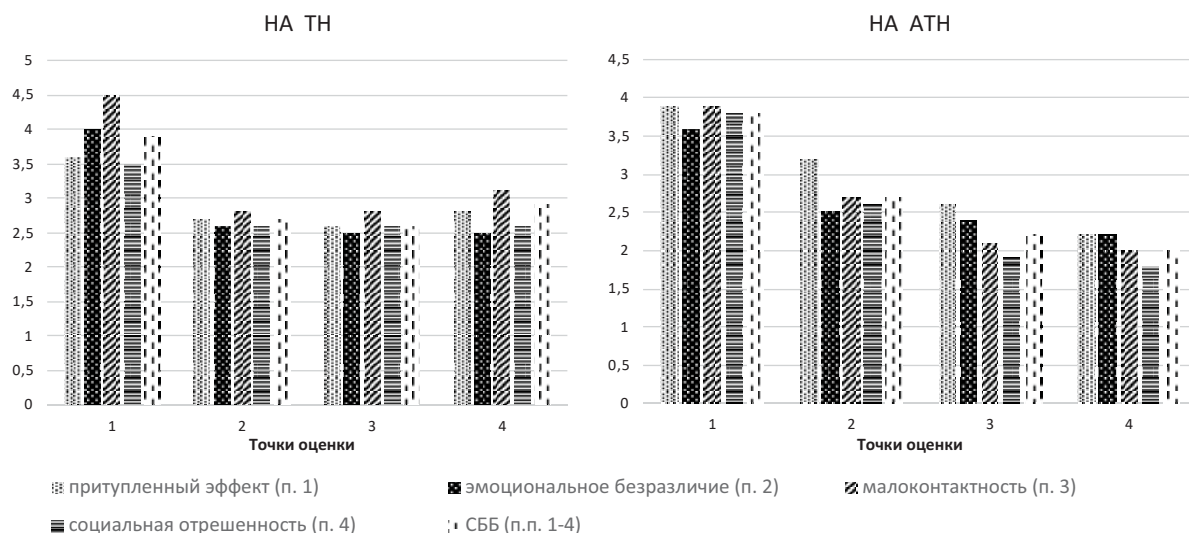 НА ТН
5
4,5
4
3,5
3
2,5
2
1,5
1
0,5
0
1 2 3 4
Точки оценки
НА АТН
4,5
4
3,5
3
2,5
2
1,5
1
0,5
0
1 2 3 4
Точки оценки
притупленный эффект (п. 1) эмоциональное безразличие (п. 2) малоконтактность (п. 3)
социальная отрешенность (п. 4) СББ (п.п. 1-4)